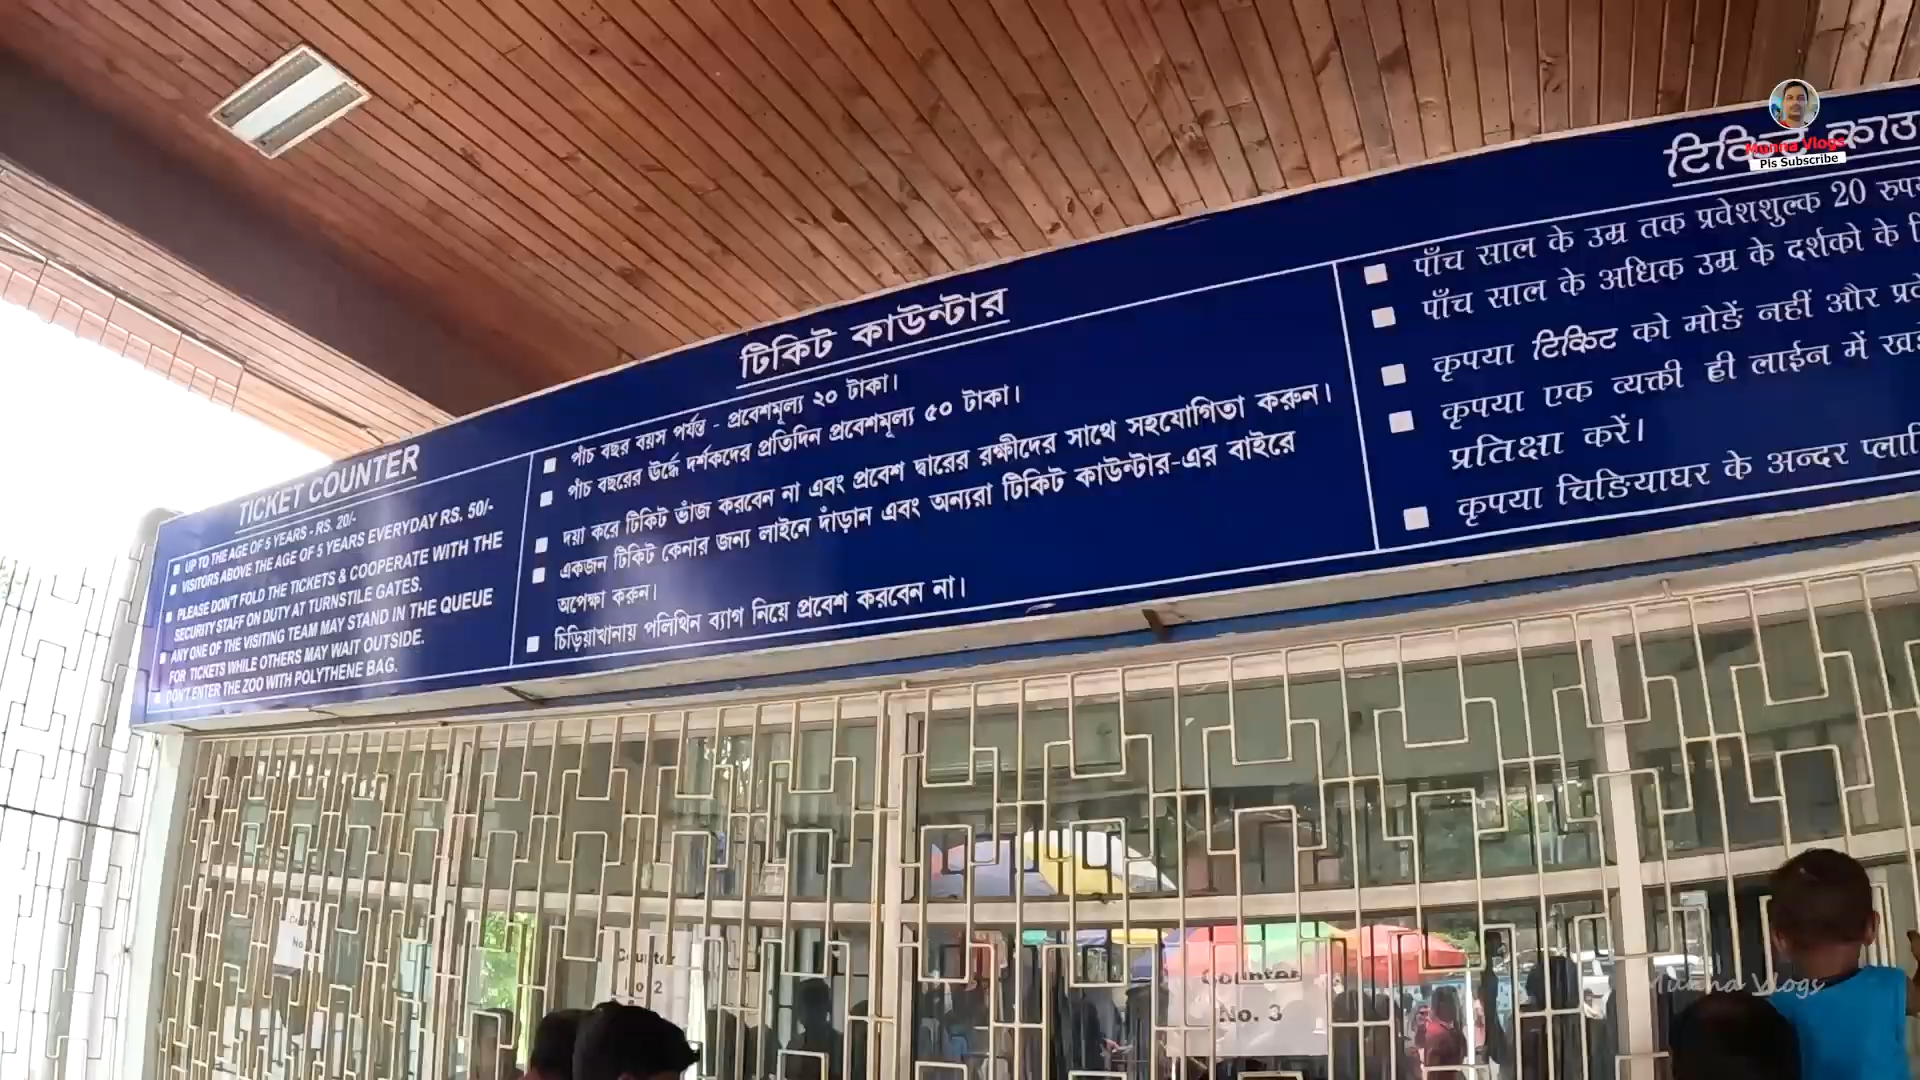 TICKET COUNTER
UP TO THE AGE OF 5 YEARS - RS. 20/-
VISITORS ABOVE THE AGE OF 5 YEARS EVERYDAY RS. 50/-
PLEASE DON'T FOLD THE TICKETS & COOPERATE WITH THE
SECURITY STAFF ON DUTY AT TURNSTILE GATES.
ANY ONE OF THE VISITING TEAM MAY STAND IN THE QUEUE
FOR TICKETS WHILE OTHERS MAY WAIT OUTSIDE.
DON'T ENTER THE ZOO WITH POLYTHENE BAG.
টিকিট কাউন্টার
পাঁচ বছর বয়স পর্যন্ত - প্রবেশমূল্য ২০ টাকা।
পাঁচ বছরের ঊর্দ্ধে দর্শকদের প্রতিদিন প্রবেশমূল্য ৫০ টাকা।
দয়া করে টিকিট ভাঁজ করবেন না এবং প্রবেশ দ্বারের রক্ষীদের সাথে সহযোগিতা করুন।
একজন টিকিট কেনার জন্য লাইনে দাঁড়ান এবং অন্যরা টিকিট কাউন্টার-এর বাইরে
অপেক্ষা করুন।
চিড়িয়াখানায় পলিথিন ব্যাগ নিয়ে প্রবেশ করবেন না।
पाँच साल के उम्र तक प्रवेशशुल्क 20
पाँच साल के अधिक उम्र के दर्शको के
कृपया टिकिट को मोडें नहीं और
कृपया एक व्यक्ती ही लाईन में
प्रतिक्षा करें।
कृपया चिडियाघर के अन्दर
Munna Vlogs
Pls Subscribe
Counter
No. 2
Counter
No. 3
Munna Vlogs